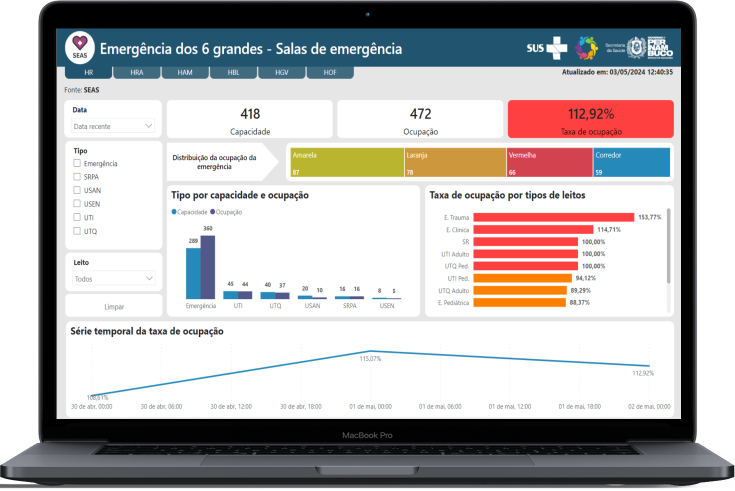 SEAS
Emergência dos 6 grandes - Salas de emergência
SUS
Secretaria da Saúde
PER NAM BUCO
HR HRA HAM HBL HGV HOF
Atualizado em: 03/05/2024 12:40:35
Fonte: SEAS
Data
Data recente
418
Capacidade
472
Ocupação
112,92%
Taxa de ocupação
Tipo
Emergência
SRPA
USAN
USEN
UTI
UTQ
Distribuição da ocupação da
emergência
Amarela Laranja Vermelha Corredor
87 78 66 59
Leito
Todos
Limpar
Tipo por capacidade e ocupação
Capacidade Ocupação
289 360 45 44 40 37 20 10 16 16 8 5
Emergência UTI UTQ USAN SRPA USEN
Taxa de ocupação por tipos de leitos
E. Trauma 153,77%
E. Clínica 114,71%
SR 100,00%
UTI Adulto 100,00%
UTQ Ped. 100,00%
UTI Ped. 94,12%
UTQ Adulto 89,29%
E. Pediátrica 88,37%
Série temporal da taxa de ocupação
108,61% 115,07% 112,92%
30 de abr, 00:00 30 de abr, 06:00 30 de abr, 12:00 30 de abr, 18:00 01 de mai, 00:00 01 de mai, 06:00 01 de mai, 12:00 01 de mai, 18:00 02 de mai, 00:00
MacBook Pro